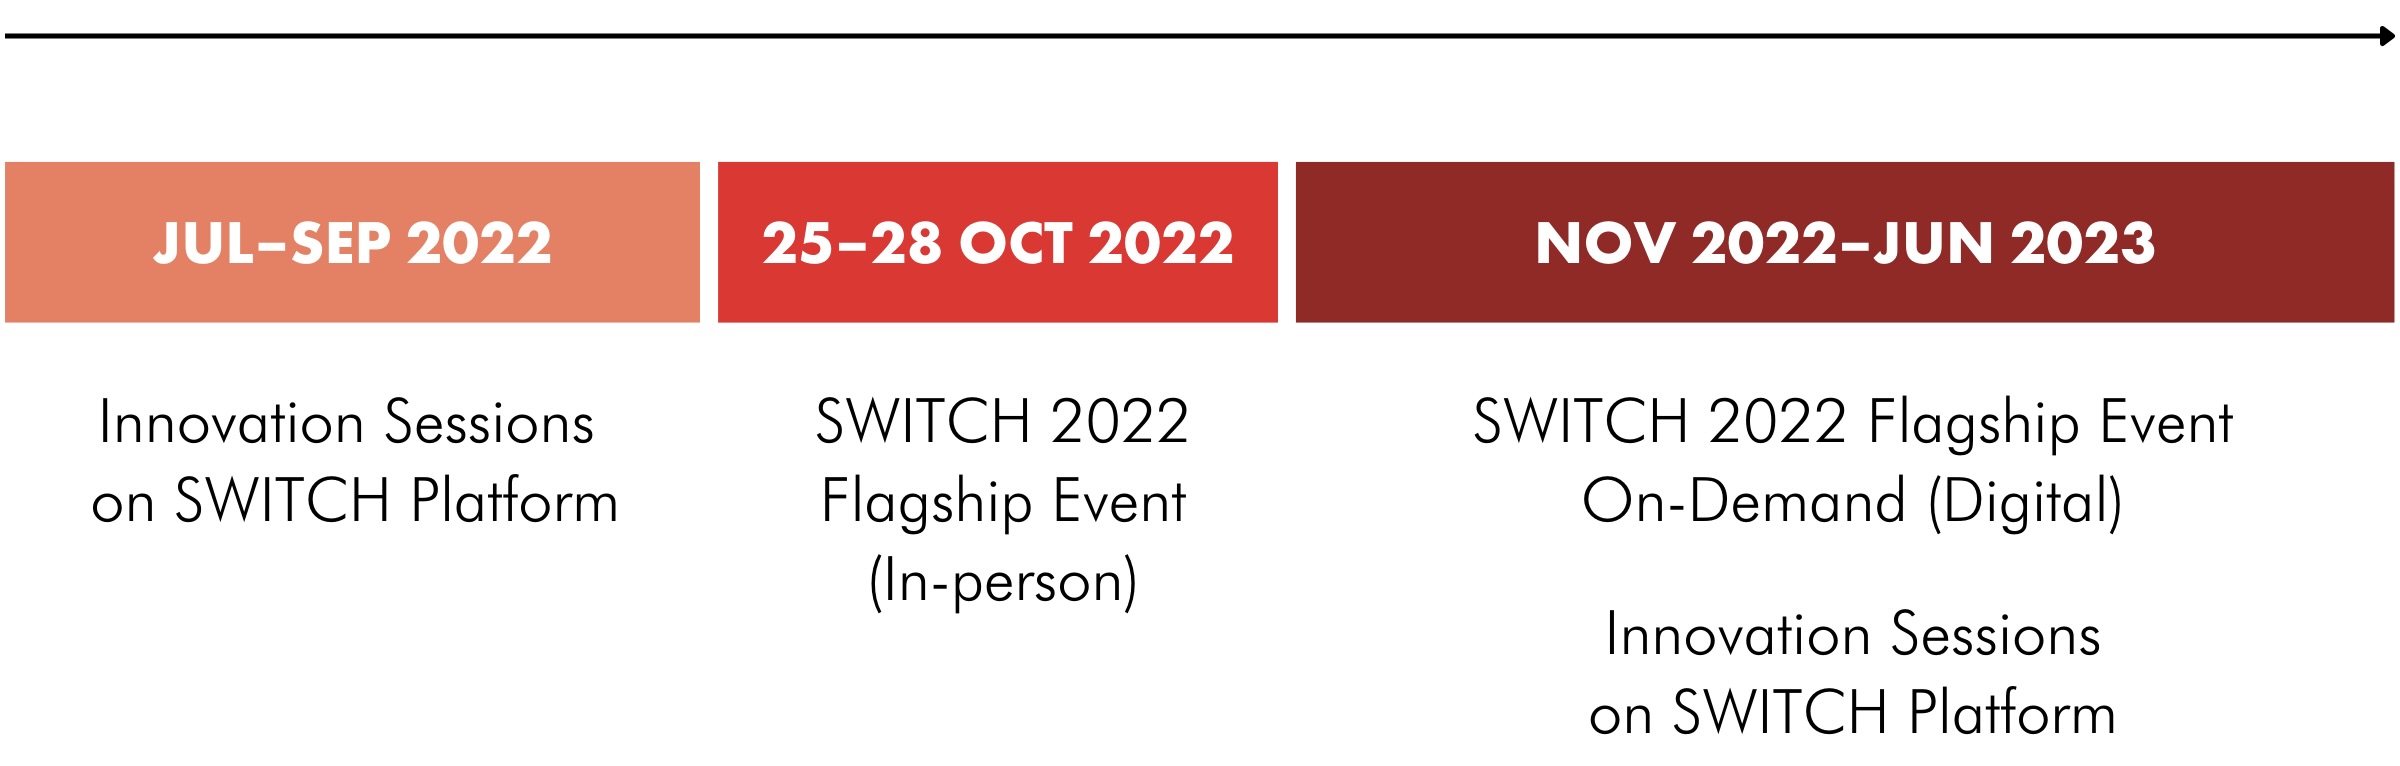 JUL–SEP 2022
25–28 OCT 2022
NOV 2022–JUN 2023
Innovation Sessions
on SWITCH Platform
SWITCH 2022
Flagship Event
(In-person)
SWITCH 2022 Flagship Event
On-Demand (Digital)
Innovation Sessions
on SWITCH Platform